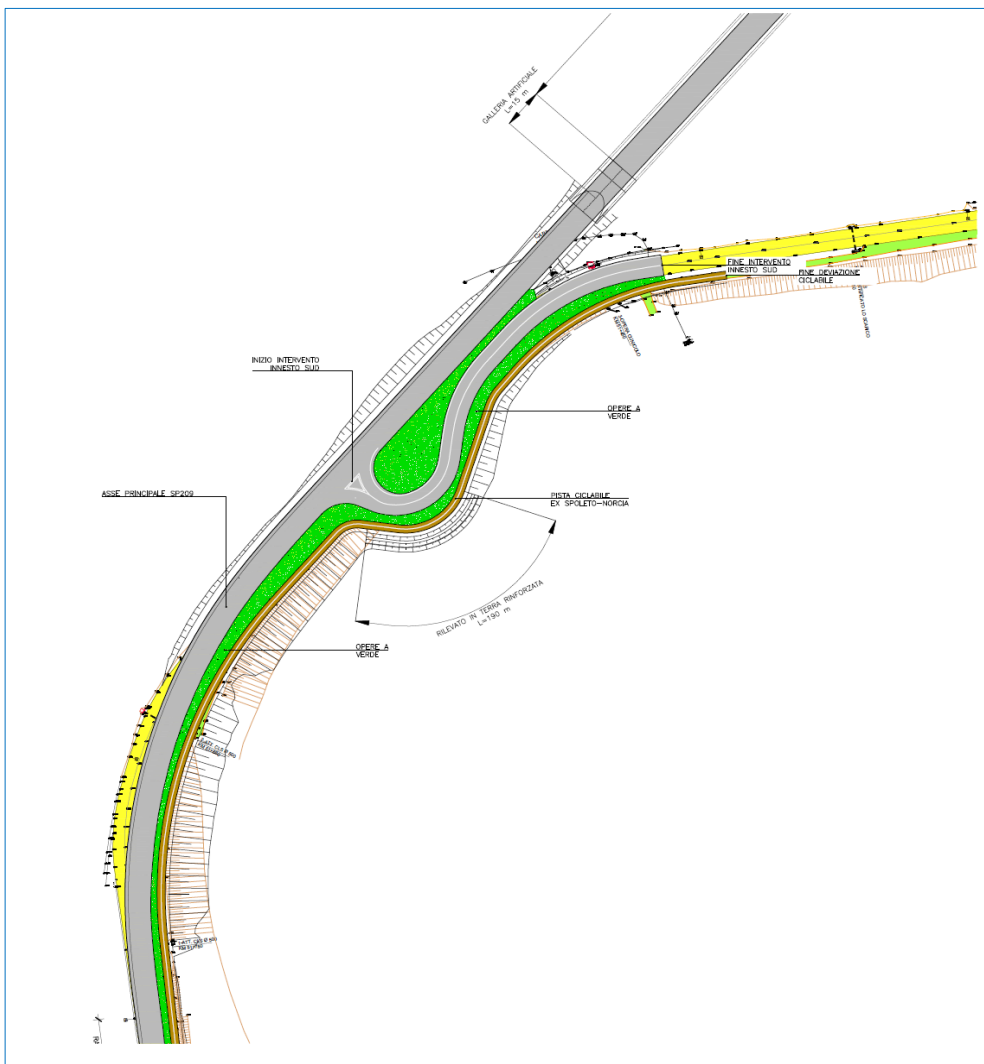 GALLERIA ARTIFICIALE
L=15 m
FINE INTERVENTO
INNESTO SUD
FINE DEVIAZIONE
CICLABILE
INIZIO INTERVENTO
INNESTO SUD
OPERE A
VERDE
ASSE PRINCIPALE SP209
PISTA CICLABILE
EX SPOLETO-NORCIA
RILEVATO IN TERRA RINFORZATA
L=190 m
OPERE A
VERDE